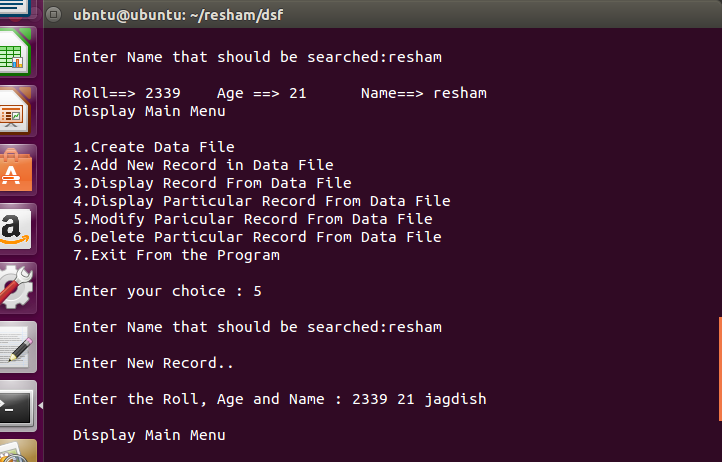 ubntu@ubuntu: ~/resham/dsf
Enter Name that should be searched:resham
Roll==> 2339    Age ==> 21      Name==> resham
Display Main Menu
1.Create Data File
2.Add New Record in Data File
3.Display Record From Data File
4.Display Particular Record From Data File
5.Modify Paricular Record From Data File
6.Delete Particular Record From Data File
7.Exit From the Program
Enter your choice : 5
Enter Name that should be searched:resham
Enter New Record..
Enter the Roll, Age and Name : 2339 21 jagdish
Display Main Menu